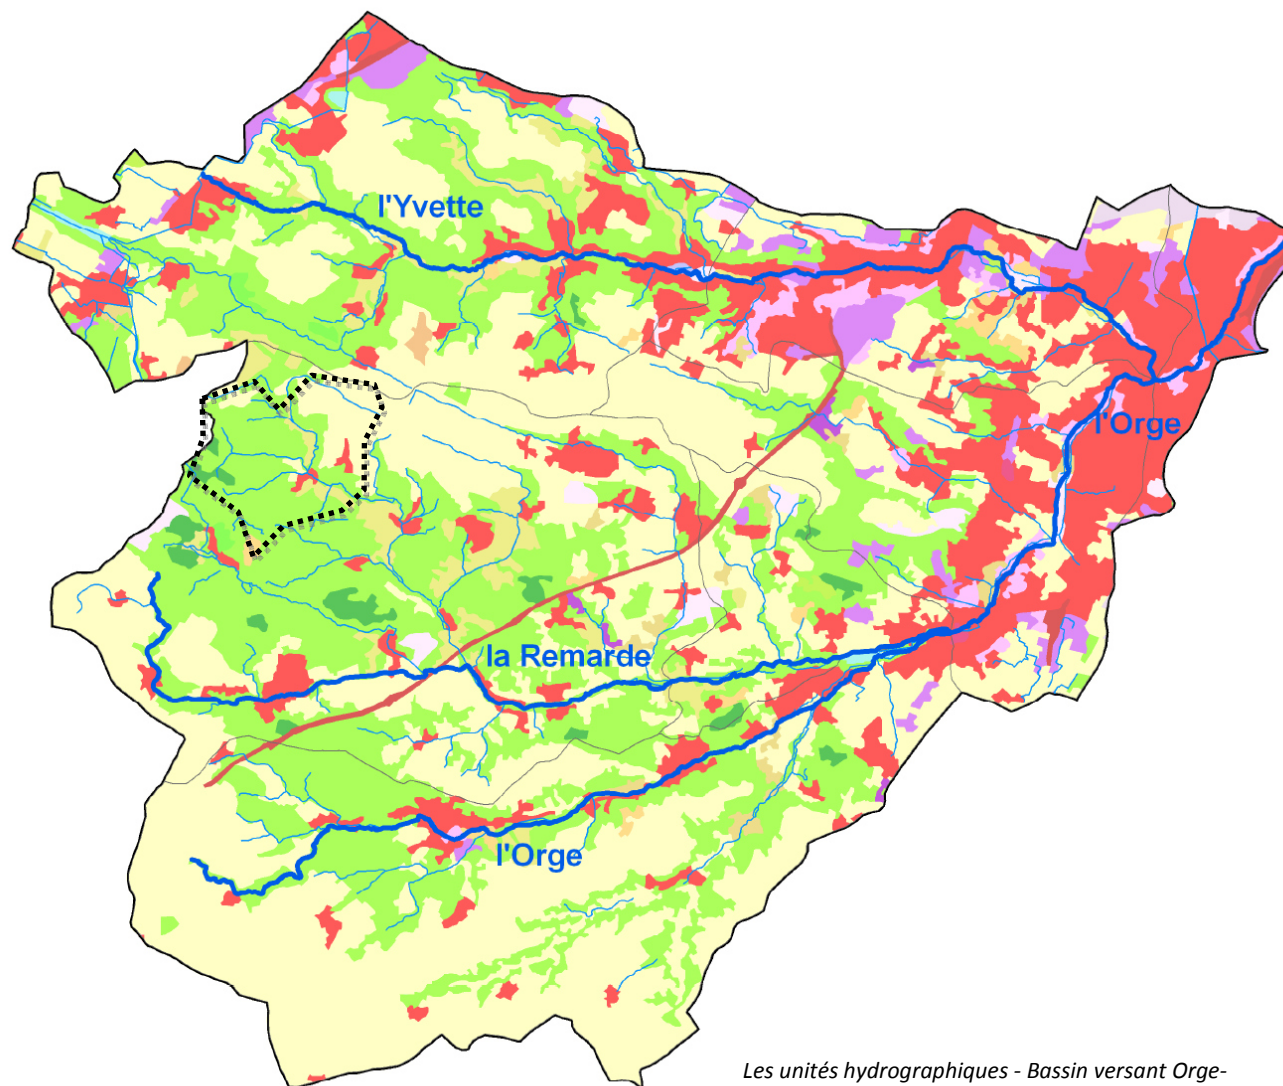 l'Yvette
l'Orge
la Remarde
l'Orge
Les unités hydrographiques - Bassin versant Orge-